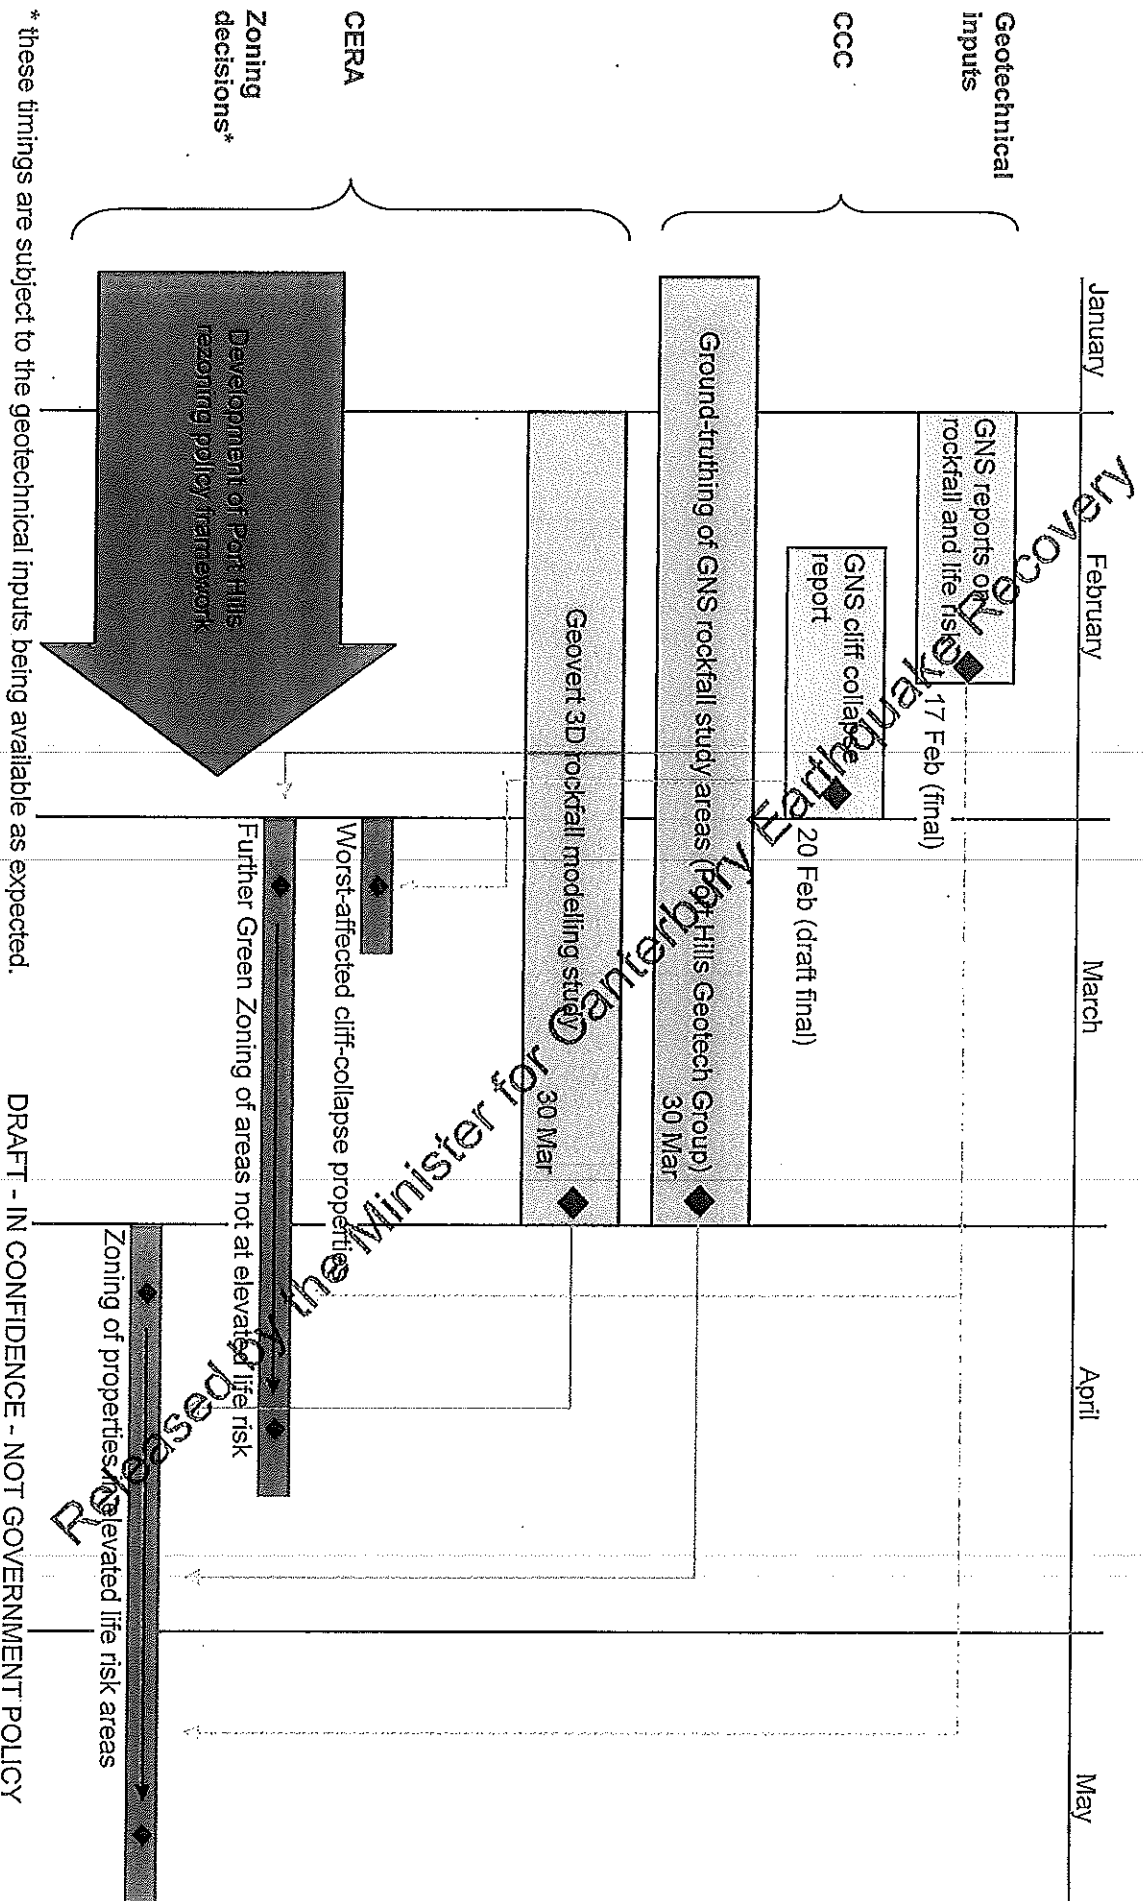 January
February
March
April
May
Geotechnical
inputs
GNS reports on
rockfall and life risk
17 Feb (final)
CCC
GNS cliff collapse
report
20 Feb (draft final)
Ground-truthing of GNS rockfall study areas (Port Hills Geotech Group)
30 Mar
Geovert 3D rockfall modelling study
30 Mar
CERA
Worst-affected cliff-collapse properties
Zoning
decisions*
Development of Port Hills
rezoning policy framework
Further Green Zoning of areas not at elevated life risk
Zoning of properties in elevated life risk areas
* these timings are subject to the geotechnical inputs being available as expected.
DRAFT - IN CONFIDENCE - NOT GOVERNMENT POLICY
Released by the Minister for Canterbury Earthquake Recovery